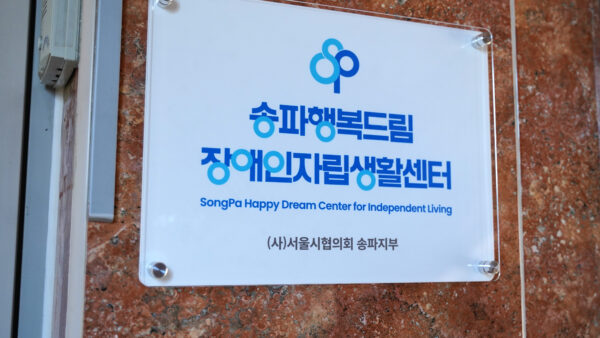 송파행복드림
장애인자립생활센터
SongPa Happy Dream Center for Independent Living
(사)서울시협의회 송파지부